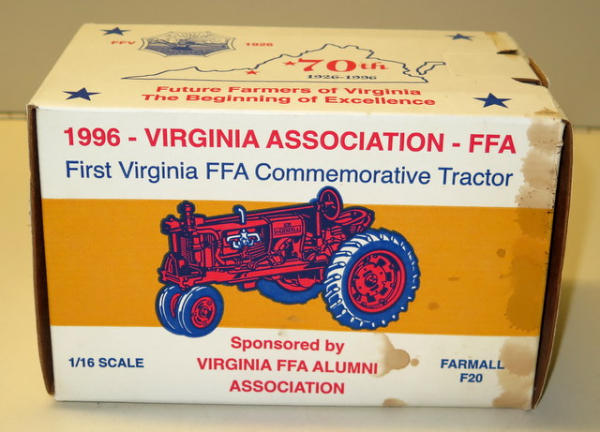 FFV 1926
70th
1926-1996
Future Farmers of Virginia
The Beginning of Excellence
1996 - VIRGINIA ASSOCIATION - FFA
First Virginia FFA Commemorative Tractor
FARMALL
Sponsored by
1/16 SCALE VIRGINIA FFA ALUMNI FARMALL
ASSOCIATION F20